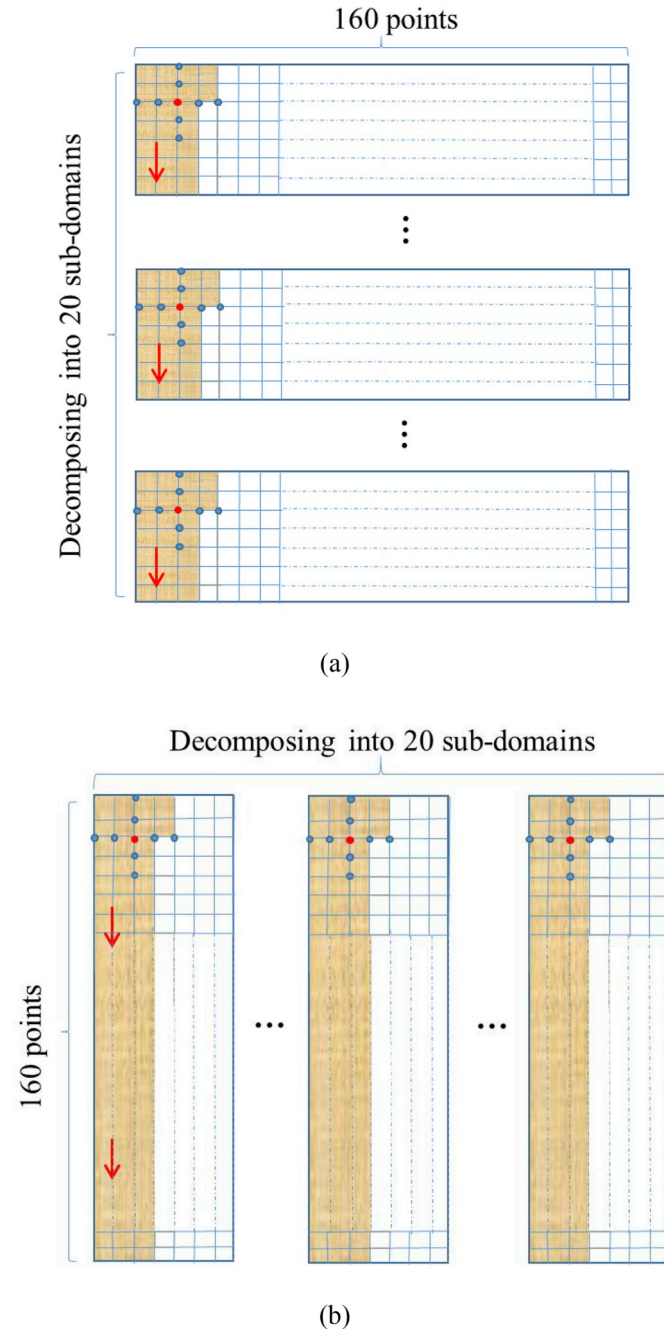 160 points
Decomposing into 20 sub-domains
(a)
Decomposing into 20 sub-domains
160 points
(b)